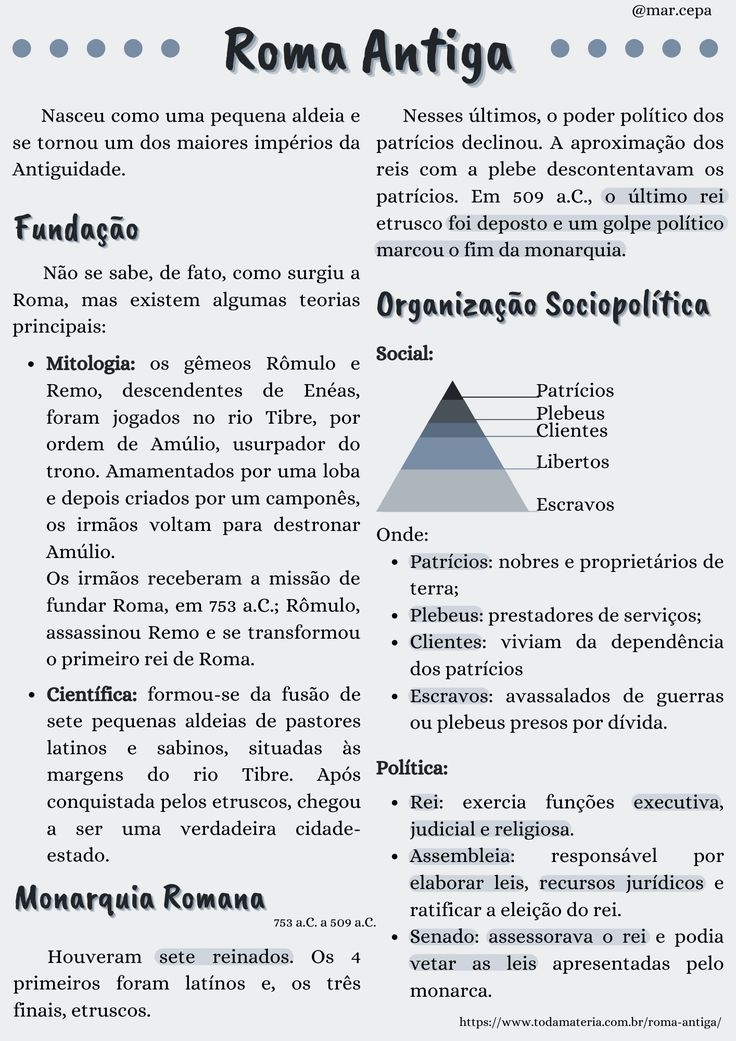 @mar.cepa
Roma Antiga
Nasceu como uma pequena aldeia e
se tornou um dos maiores impérios da
Antiguidade.
Fundação
Não se sabe, de fato, como surgiu a
Roma, mas existem algumas teorias
principais:
• Mitologia: os gêmeos Rômulo e
Remo, descendentes de Enéas,
foram jogados no rio Tibre, por
ordem de Amúlio, usurpador do
trono. Amamentados por uma loba
e depois criados por um camponês,
os irmãos voltam para destronar
Amúlio.
Os irmãos receberam a missão de
fundar Roma, em 753 a.C.; Rômulo,
assassinou Remo e se transformou
o primeiro rei de Roma.
• Científica: formou-se da fusão de
sete pequenas aldeias de pastores
latinos e sabinos, situadas às
margens do rio Tibre. Após
conquistada pelos etruscos, chegou
a ser uma verdadeira cidade-
estado.
Monarquia Romana
753 a.C. a 509 a.C.
Houveram sete reinados. Os 4
primeiros foram latínos e, os três
finais, etruscos.
Nesses últimos, o poder político dos
patrícios declinou. A aproximação dos
reis com a plebe descontentavam os
patrícios. Em 509 a.C., o último rei
etrusco foi deposto e um golpe político
marcou o fim da monarquia.
Organização Sociopolítica
Social:
Patrícios
Plebeus
Clientes
Libertos
Escravos
Onde:
• Patrícios: nobres e proprietários de
terra;
• Plebeus: prestadores de serviços;
• Clientes: viviam da dependência
dos patrícios
• Escravos: avassalados de guerras
ou plebeus presos por dívida.
Política:
• Rei: exercia funções executiva,
judicial e religiosa.
• Assembleia: responsável por
elaborar leis, recursos jurídicos e
ratificar a eleição do rei.
• Senado: assessorava o rei e podia
vetar as leis apresentadas pelo
monarca.
https://www.todamateria.com.br/roma-antiga/